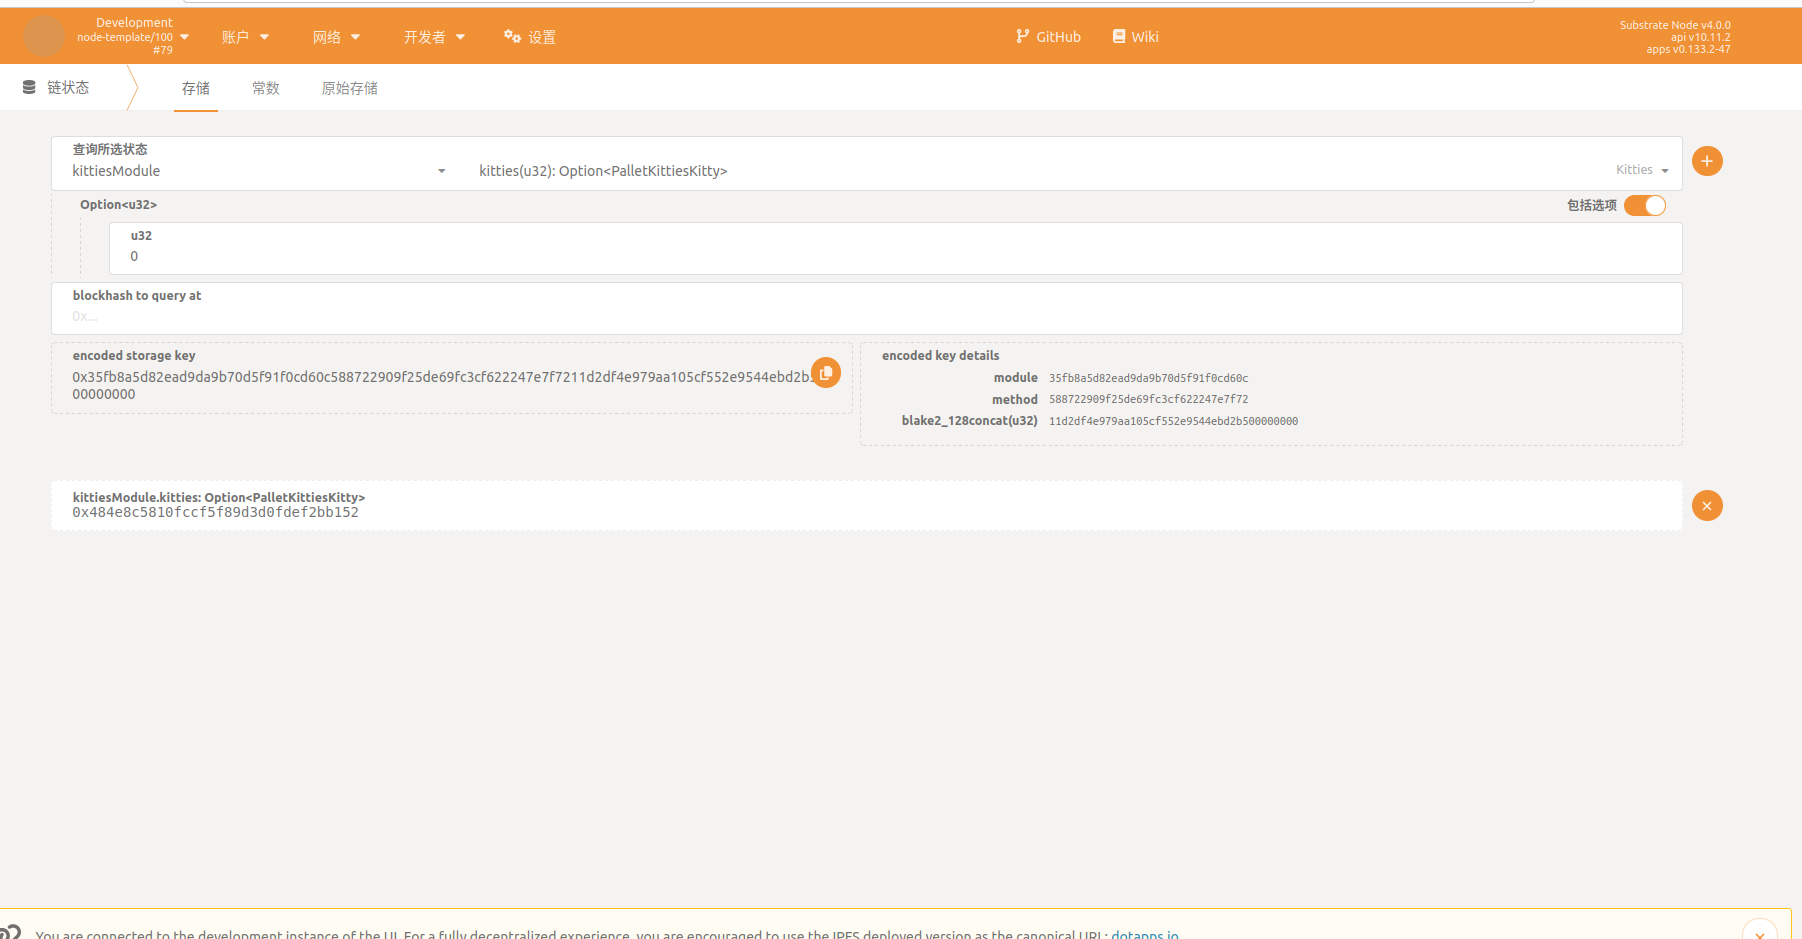 Development
node-template/100
#79
账户
网络
开发者
设置
GitHub
Wiki
Substrate Node v4.0.0
api v10.11.2
apps v0.133.2-47
链状态
存储
常数
原始存储
查询所选状态
kittiesModule
kitties(u32): Option<PalletKittiesKitty>
Kitties
Option<u32>
包括选项
u32
0
blockhash to query at
0x...
encoded storage key
0x35fb8a5d82ead9da9b70d5f91f0cd60c588722909f25de69fc3cf622247e7f7211d2df4e979aa105cf552e9544ebd2b5
00000000
encoded key details
module 35fb8a5d82ead9da9b70d5f91f0cd60c
method 588722909f25de69fc3cf622247e7f72
blake2_128concat(u32) 11d2df4e979aa105cf552e9544ebd2b500000000
kittiesModule.kitties: Option<PalletKittiesKitty>
0x484e8c5810fccf5f89d3d0fdef2bb152
You are connected to the development instance of the UI. For a fully decentralized experience, you are encouraged to use the IPFS deployed version as the canonical URL: dotapps.io